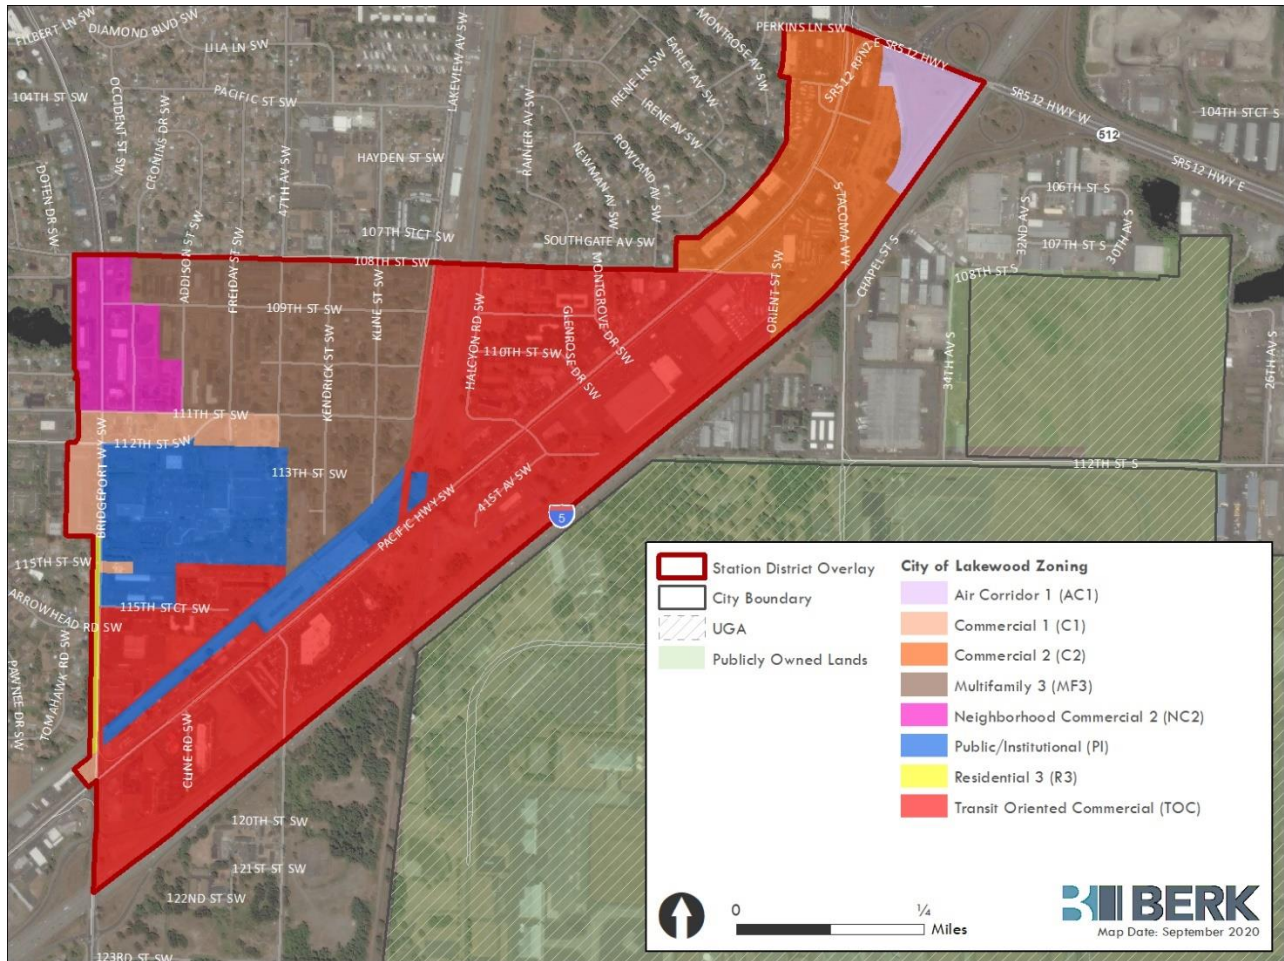 FILBERT LN SW
DIAMOND BLVD SW
LILA LN SW
LAKEVIEW AV SW
MONTROSE AV SW
PERKINS LN SW
EARLEY AV SW
IRENE LN SW
SR512 RPN2 E
SR512 HWY
SR512 HWY W
104TH ST SW
OCCIDENT ST SW
CRONINS DR SW
PACIFIC ST SW
RAINIER AV SW
IRENE AV SW
104TH STCT S
512
47TH AV SW
HAYDEN ST SW
NEWMAN AV SW
ROWLAND AV SW
SR512 HWY E
DOTEN DR SW
ADDISON ST SW
FREIDAY ST SW
107TH STCT SW
SOUTHGATE AV SW
S TACOMA WY
106TH ST S
32ND AV S
107TH ST S
30TH AV S
108TH ST SW
CHAPEL ST S
108TH ST S
109TH ST SW
KLINE ST SW
HALCYON RD SW
MONTGROVE DR SW
ORIENT ST SW
GLENROSE DR SW
110TH ST SW
34TH AV S
26TH AV S
KENDRICK ST SW
111TH ST SW
112TH ST SW
BRIDGEPORT WY SW
113TH ST SW
41ST AV SW
PACIFIC HWY SW
112TH ST S
5
115TH ST SW
115TH STCT SW
ARROWHEAD RD SW
TOMAHAWK RD SW
PAWNEE DR SW
CLINE RD SW
120TH ST SW
121ST ST SW
122ND ST SW
123RD ST SW
Station District Overlay
City Boundary
UGA
Publicly Owned Lands
City of Lakewood Zoning
Air Corridor 1 (AC1)
Commercial 1 (C1)
Commercial 2 (C2)
Multifamily 3 (MF3)
Neighborhood Commercial 2 (NC2)
Public/Institutional (PI)
Residential 3 (R3)
Transit Oriented Commercial (TOC)
0
¼
Miles
BERK
Map Date: September 2020